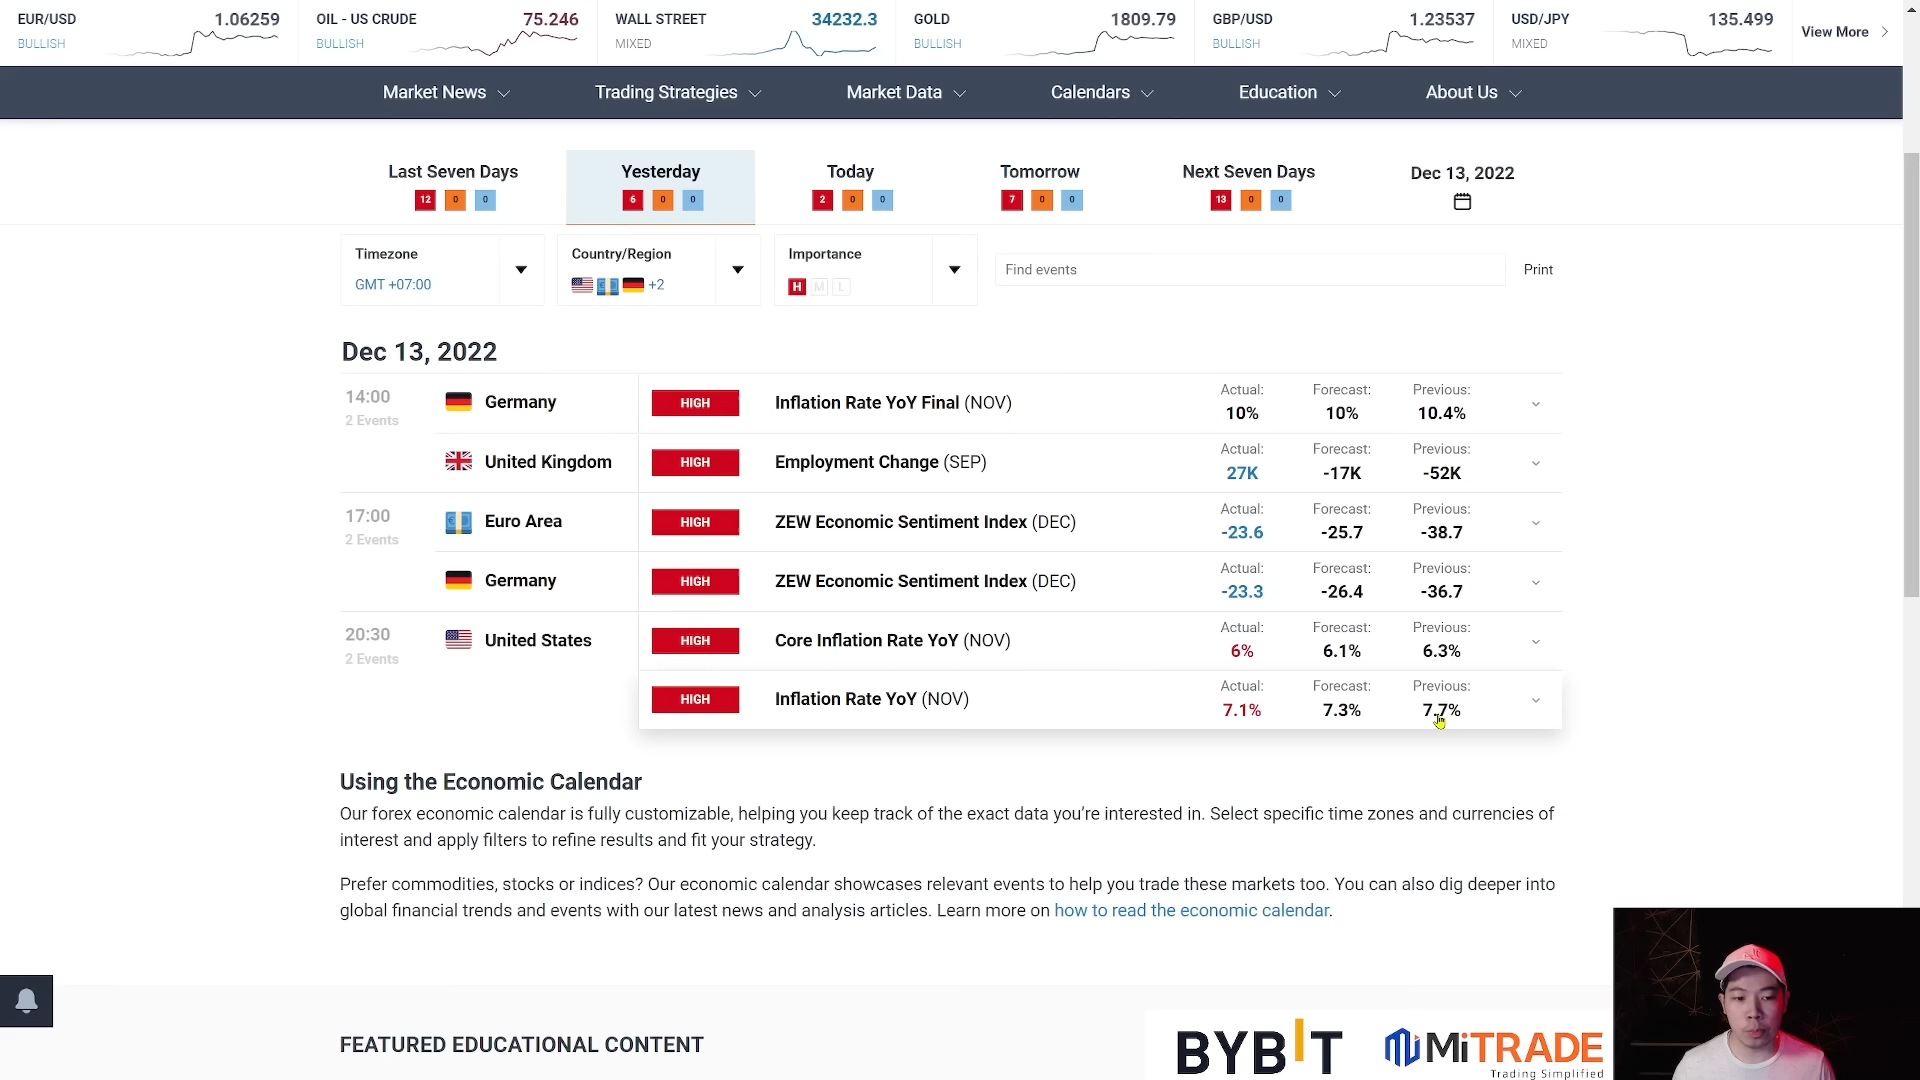 EUR/USD 1.06259 OIL - US CRUDE 75.246 WALL STREET 34232.3 GOLD 1809.79 GBP/USD 1.23537 USD/JPY 135.499
View More
BULLISH BULLISH MIXED BULLISH BULLISH MIXED
Market News Trading Strategies Market Data Calendars Education About Us
Last Seven Days Yesterday Today Tomorrow Next Seven Days Dec 13, 2022
12 0 0 6 0 0 2 0 0 7 0 0 13 0 0
Timezone Country/Region Importance
Find events Print
GMT +07:00 +2 H M L
Dec 13, 2022
14:00 Germany HIGH Inflation Rate YoY Final (NOV) Actual: Forecast: Previous:
2 Events 10% 10% 10.4%
United Kingdom HIGH Employment Change (SEP) Actual: Forecast: Previous:
27K -17K -52K
17:00 Euro Area HIGH ZEW Economic Sentiment Index (DEC) Actual: Forecast: Previous:
2 Events -23.6 -25.7 -38.7
Germany HIGH ZEW Economic Sentiment Index (DEC) Actual: Forecast: Previous:
-23.3 -26.4 -36.7
20:30 United States HIGH Core Inflation Rate YoY (NOV) Actual: Forecast: Previous:
2 Events 6% 6.1% 6.3%
HIGH Inflation Rate YoY (NOV) Actual: Forecast: Previous:
7.1% 7.3% 7.7%
Using the Economic Calendar
Our forex economic calendar is fully customizable, helping you keep track of the exact data you’re interested in. Select specific time zones and currencies of
interest and apply filters to refine results and fit your strategy.
Prefer commodities, stocks or indices? Our economic calendar showcases relevant events to help you trade these markets too. You can also dig deeper into
global financial trends and events with our latest news and analysis articles. Learn more on how to read the economic calendar.
FEATURED EDUCATIONAL CONTENT
BYBIT MiTRADE
Trading Simplified